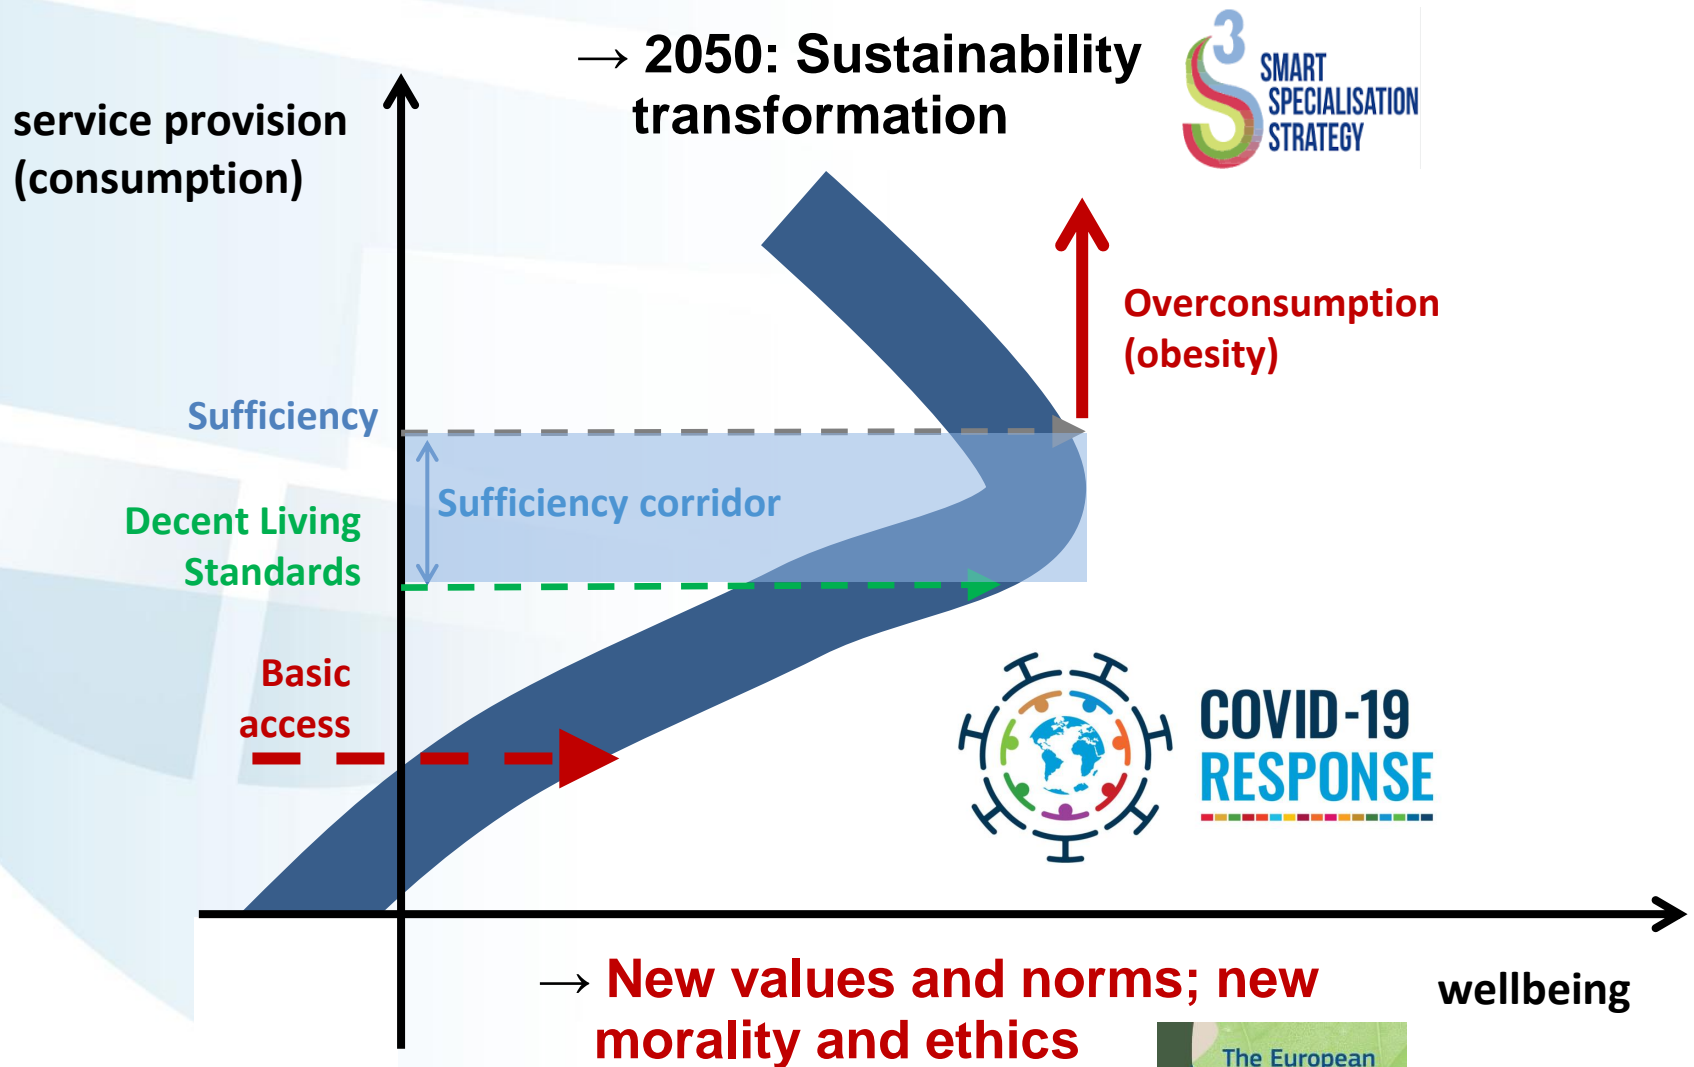 → 2050: Sustainability
transformation
3
S
SMART
SPECIALISATION
STRATEGY
service provision
(consumption)
Overconsumption
(obesity)
Sufficiency
Sufficiency corridor
Decent Living
Standards
Basic
access
COVID-19
RESPONSE
→ New values and norms; new
morality and ethics
wellbeing
The European